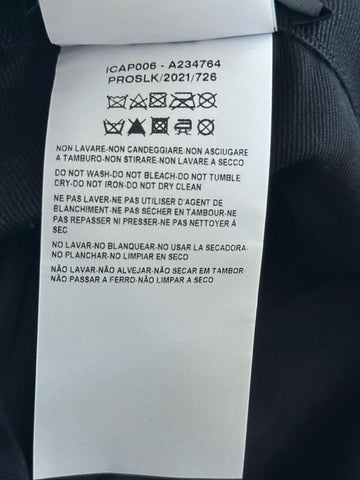 ICAP006 - A234764
PROSLK/2021/726
NON LAVARE-NON CANDEGGIARE-NON ASCIUGARE
A TAMBURO-NON STIRARE-NON LAVARE A SECCO
DO NOT WASH-DO NOT BLEACH-DO NOT TUMBLE
DRY-DO NOT IRON-DO NOT DRY CLEAN
NE PAS LAVER-NE PAS UTILISER D'AGENT DE
BLANCHIMENT-NE PAS SÉCHER EN TAMBOUR-NE
PAS REPASSER NI PRESSER-NE PAS NETTOYER À
SEC
NO LAVAR-NO BLANQUEAR-NO USAR LA SECADORA-
NO PLANCHAR-NO LIMPIAR EN SECO
NÃO LAVAR-NÃO ALVEJAR-NÃO SECAR EM TAMBOR-
NÃO PASSAR A FERRO-NÃO LIMPAR A SECO